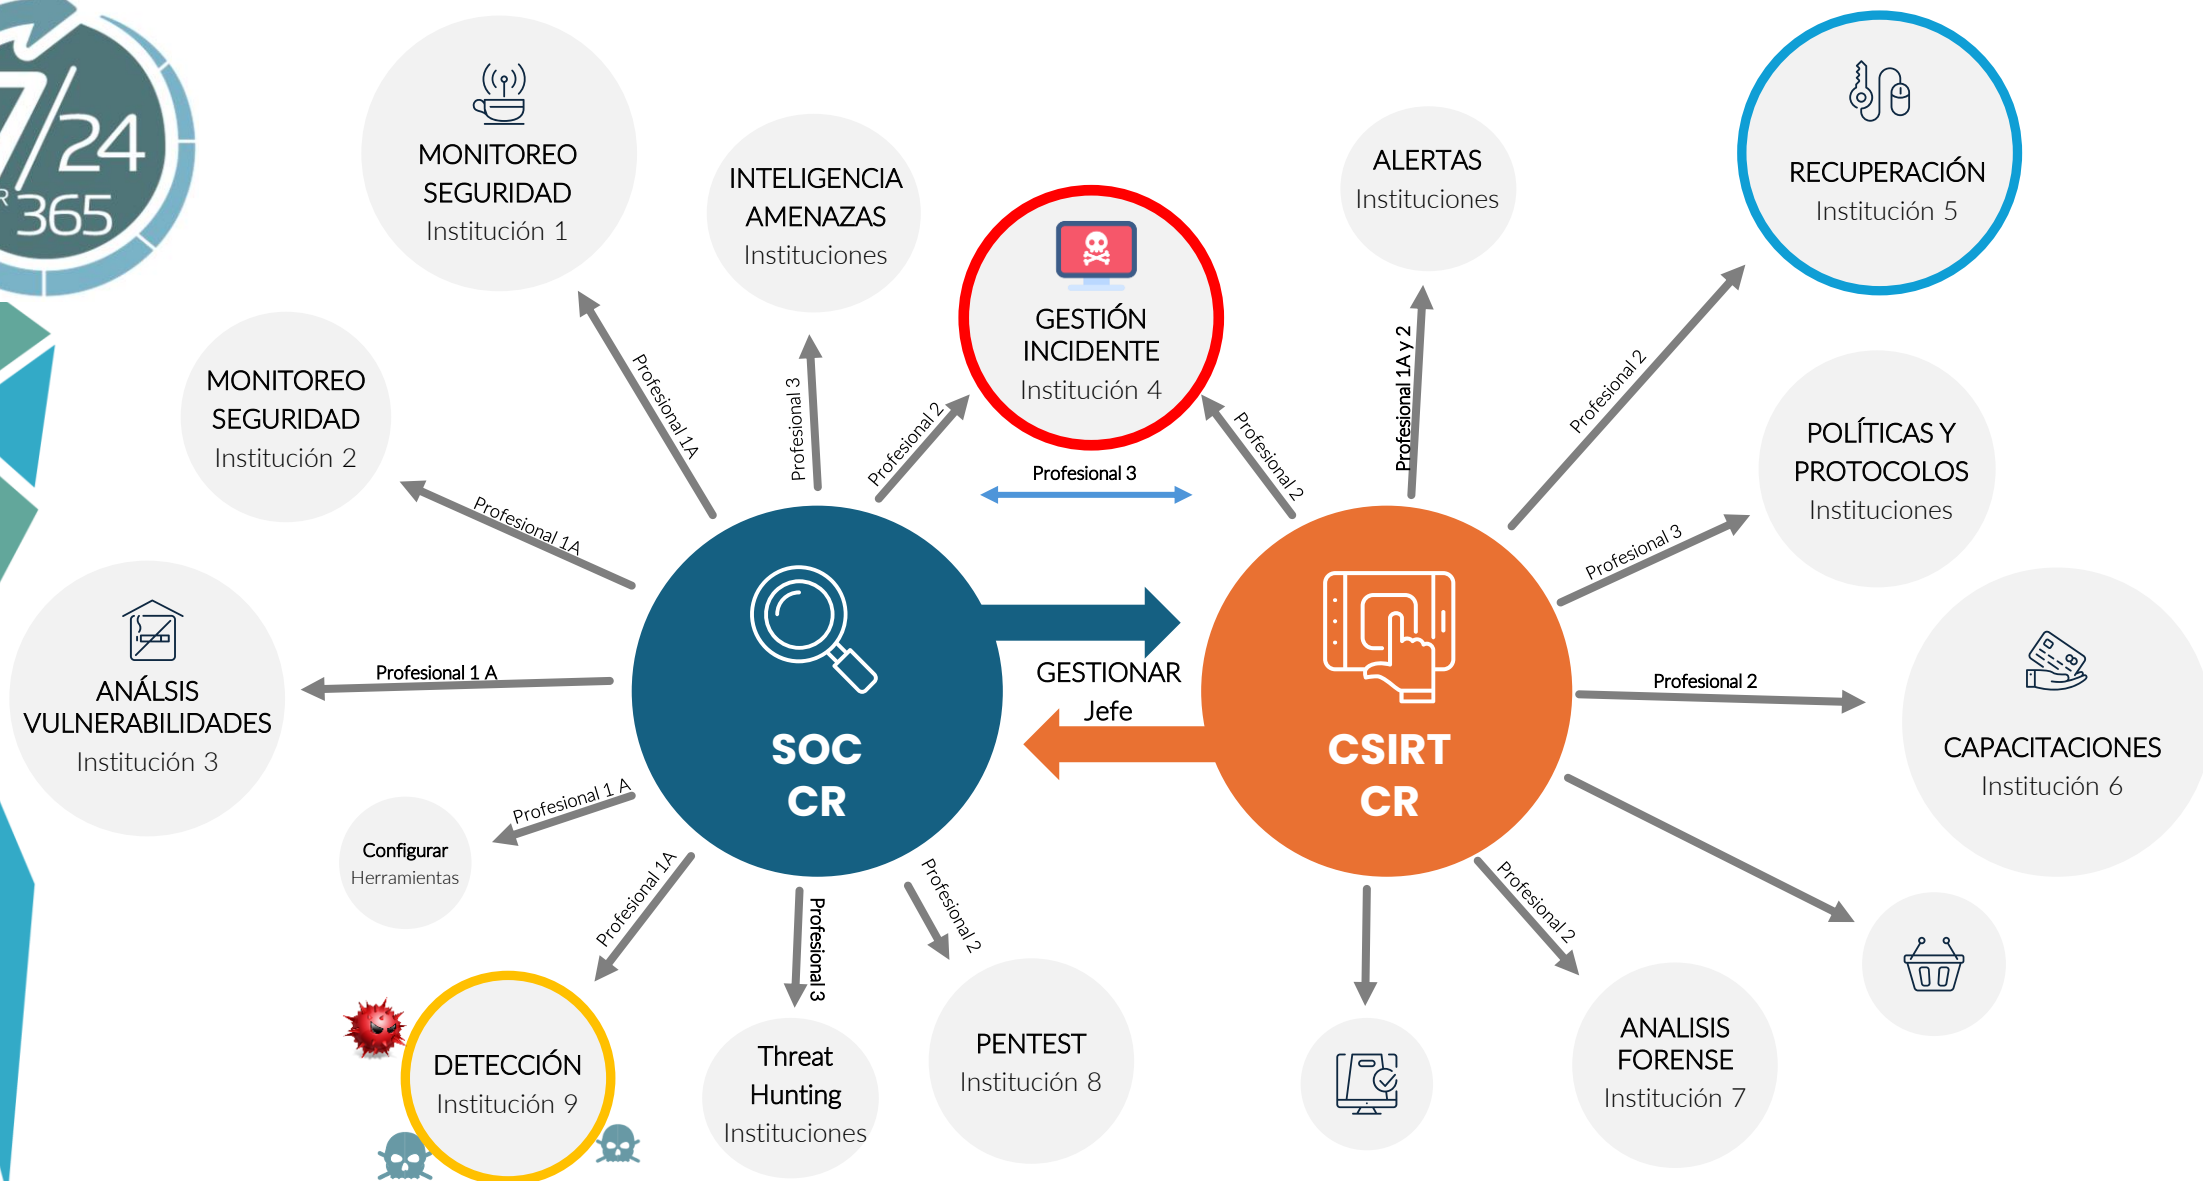 7/24
R 365
MONITOREO
SEGURIDAD
Institución 1
INTELIGENCIA
AMENAZAS
Instituciones
GESTIÓN
INCIDENTE
Institución 4
ALERTAS
Instituciones
RECUPERACIÓN
Institución 5
MONITOREO
SEGURIDAD
Institución 2
POLÍTICAS Y
PROTOCOLOS
Instituciones
Profesional 1A
Profesional 3
Profesional 2
Profesional 3
Profesional 2
Profesional 1A y 2
Profesional 2
Profesional 1A
Profesional 3
ANÁLSIS
VULNERABILIDADES
Institución 3
Profesional 1 A
SOC
CR
GESTIONAR
Jefe
CSIRT
CR
Profesional 2
CAPACITACIONES
Institución 6
Profesional 1 A
Configurar
Herramientas
Profesional 1A
Profesional 3
Profesional 2
Profesional 2
DETECCIÓN
Institución 9
Threat
Hunting
Instituciones
PENTEST
Institución 8
ANALISIS
FORENSE
Institución 7